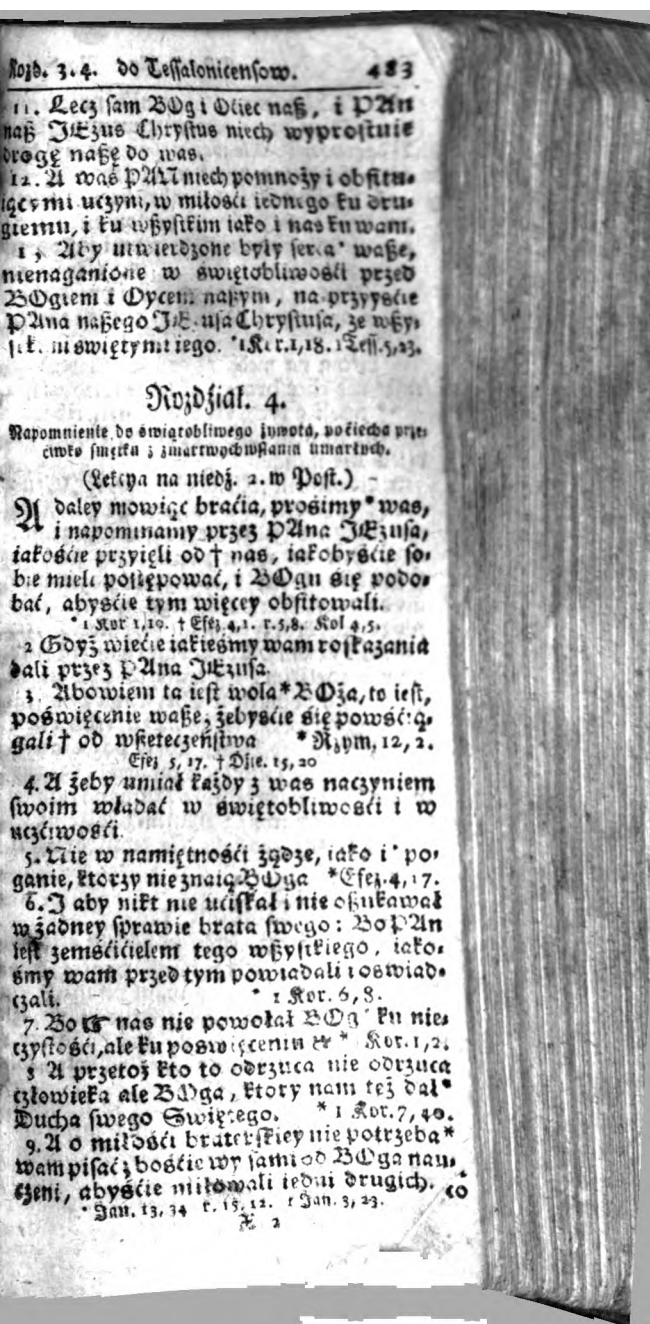 Rozd. 3.4. do Tessalonicensow. 483
11. Lecz sam BOg i Oćiec naß, i PAn
naß JEzus Chrystus niech wyprostuie
drogę naßę do was.
12. A was PAN niech pomnoży i obfitu-
iącymi uczyni, w miłośći iednego ku dru-
giemu, i ku wßystkim iako i nas ku wam.
13 Aby utwierdzone były serca* waße,
nienaganione w świętobliwośći przed
BOgiem i Oycem naßym, na przyyśćie
PAna naßego JEzusa Chrystusa, ze wßy-
stkimi świętymi iego. *1 Kor. 1,18. 1 Tess. 5,23.
Rozdźiał. 4.
Napomnienie do świątobliwego żywota, poćiecha prze-
ćiwko smętku z zmartwychwstania umarłych.
(Lekcya na niedź. 2. w Post.)
A daley mowiąc braćia, prośimy* was,
i napominamy przez PAna JEzusa,
iakośćie przyięli od † nas, iakobyśćie so-
bie mieli postępować, i BOgu się podo-
bać, abyśćie tym więcey obfitowali.
* 1 Kor 1,10. † Efez 4,1. r. 5,8. Kol 4,5.
2 Gdyż wiećie iakieśmy wam roskazania
dali przez PAna JEzusa.
3 Abowiem ta iest wola* BOża, to iest,
poświęcenie waße, żebyśćie się powśćią-
gali † od wßeteczeństwa * Rzym. 12, 2.
Efez 5, 17. † Dźie. 15, 20
4. A żeby umiał każdy z was naczyniem
swoim władać w świętobliwośći i w
uczćiwośći.
5. Nie w namiętnośći żądze, iako i* po-
ganie, ktorzy nie znaią BOga *Efez. 4, 17.
6. I aby nikt nie ućiskał i nie oßukawał
w żadney sprawie brata swego: Bo PAn
iest zemśćićielem tego wßystkiego, iako-
śmy wam przed tym powiadali i oświad-
czali. * 1 Kor. 6, 8.
7. Bo ☞ nas nie powołał BOg* ku nie-
czystośći, ale ku poświęceniu * Kor. 1, 2.
8 A przetoż kto to odrzuca nie odrzuca
człowieka ale BOga, ktory nam też dał*
Ducha swego Swiętego. * 1 Kor. 7, 40.
9. A o miłośći braterskiey nie potrzeba*
wam pisać; bośćie wy sami od BOga nau-
czeni, abyśćie miłowali iedni drugich.
co
* Jan. 13, 34 r. 15, 12. 1 Jan. 3, 23.
X 2